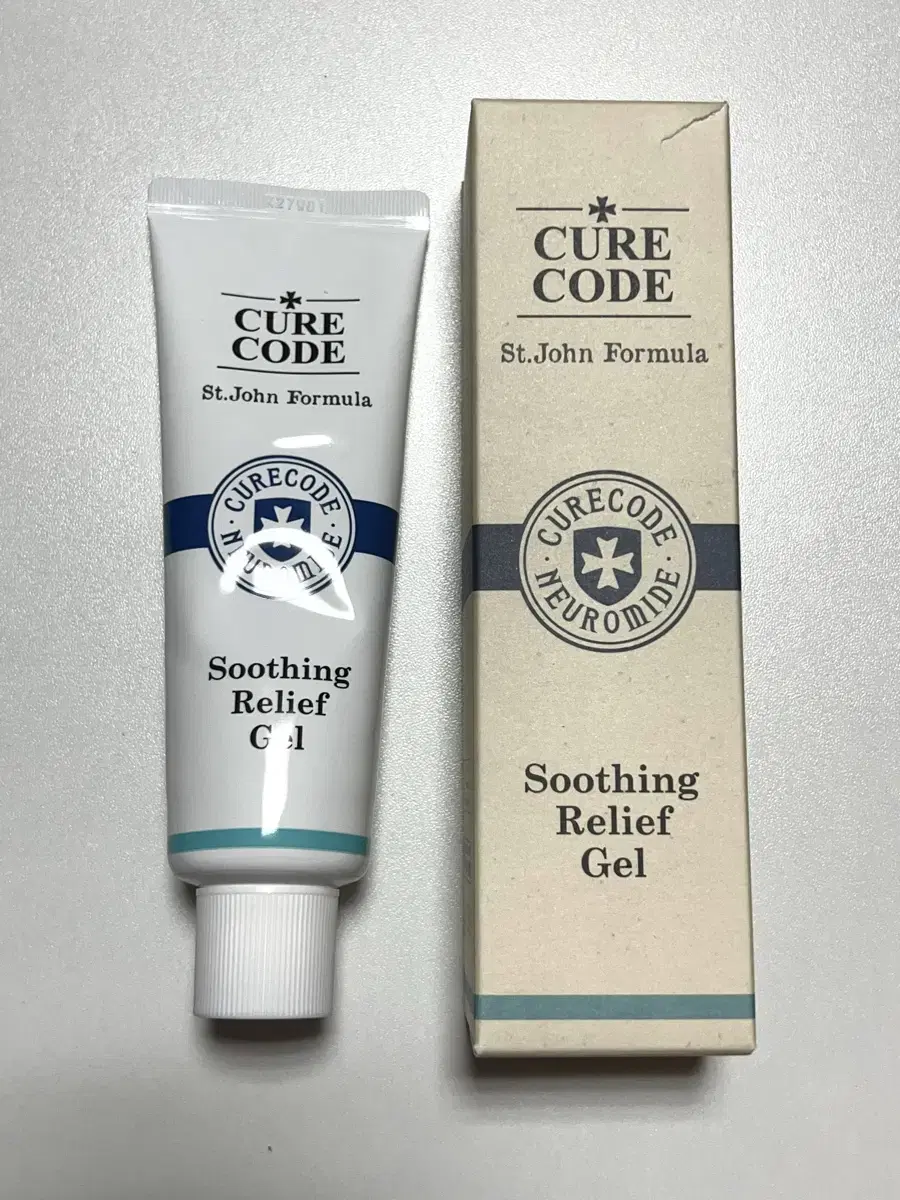 CURE
CODE
St.John Formula
CURECODE
NEUROMIDE
Soothing
Relief
Gel
CURE
CODE
St.John Formula
CURECODE
NEUROMIDE
Soothing
Relief
Gel